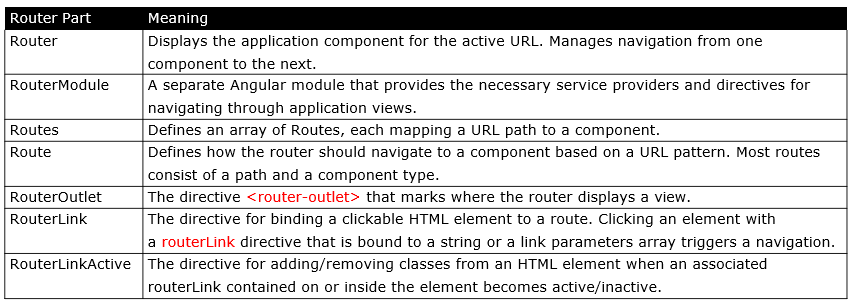 Router Part Meaning
Router Displays the application component for the active URL. Manages navigation from one
component to the next.
RouterModule A separate Angular module that provides the necessary service providers and directives for
navigating through application views.
Routes Defines an array of Routes, each mapping a URL path to a component.
Route Defines how the router should navigate to a component based on a URL pattern. Most routes
consist of a path and a component type.
RouterOutlet The directive <router-outlet> that marks where the router displays a view.
RouterLink The directive for binding a clickable HTML element to a route. Clicking an element with
a routerLink directive that is bound to a string or a link parameters array triggers a navigation.
RouterLinkActive The directive for adding/removing classes from an HTML element when an associated
routerLink contained on or inside the element becomes active/inactive.